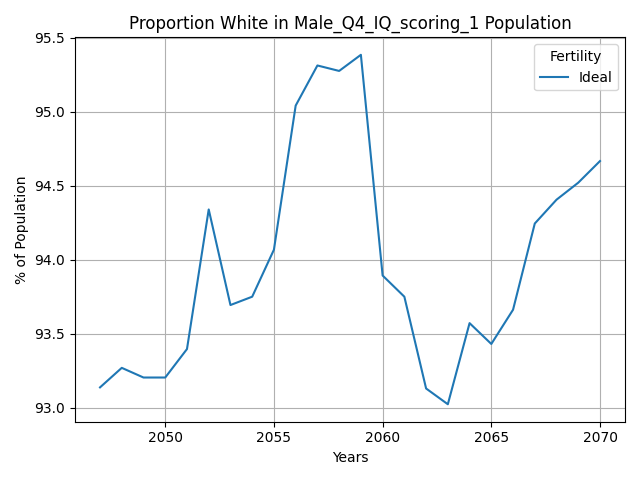 Proportion White in Male_Q4_IQ_scoring_1 Population
Fertility
Ideal
% of Population
95.5
95.0
94.5
94.0
93.5
93.0
2050
2055
2060
2065
2070
Years